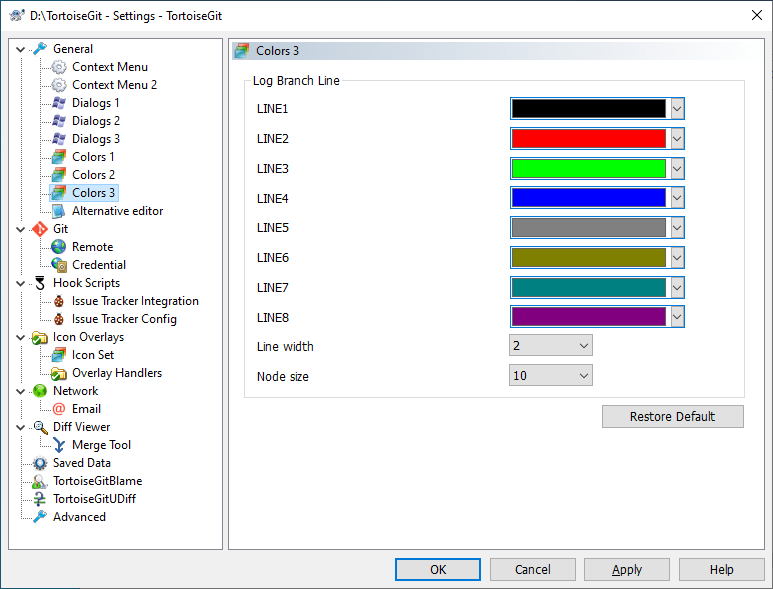 D:\TortoiseGit - Settings - TortoiseGit
General
Context Menu
Context Menu 2
Dialogs 1
Dialogs 2
Dialogs 3
Colors 1
Colors 2
Colors 3
Alternative editor
Git
Remote
Credential
Hook Scripts
Issue Tracker Integration
Issue Tracker Config
Icon Overlays
Icon Set
Overlay Handlers
Network
Email
Diff Viewer
Merge Tool
Saved Data
TortoiseGitBlame
TortoiseGitUDiff
Advanced
Colors 3
Log Branch Line
LINE1
LINE2
LINE3
LINE4
LINE5
LINE6
LINE7
LINE8
Line width 2
Node size 10
Restore Default
OK Cancel Apply Help